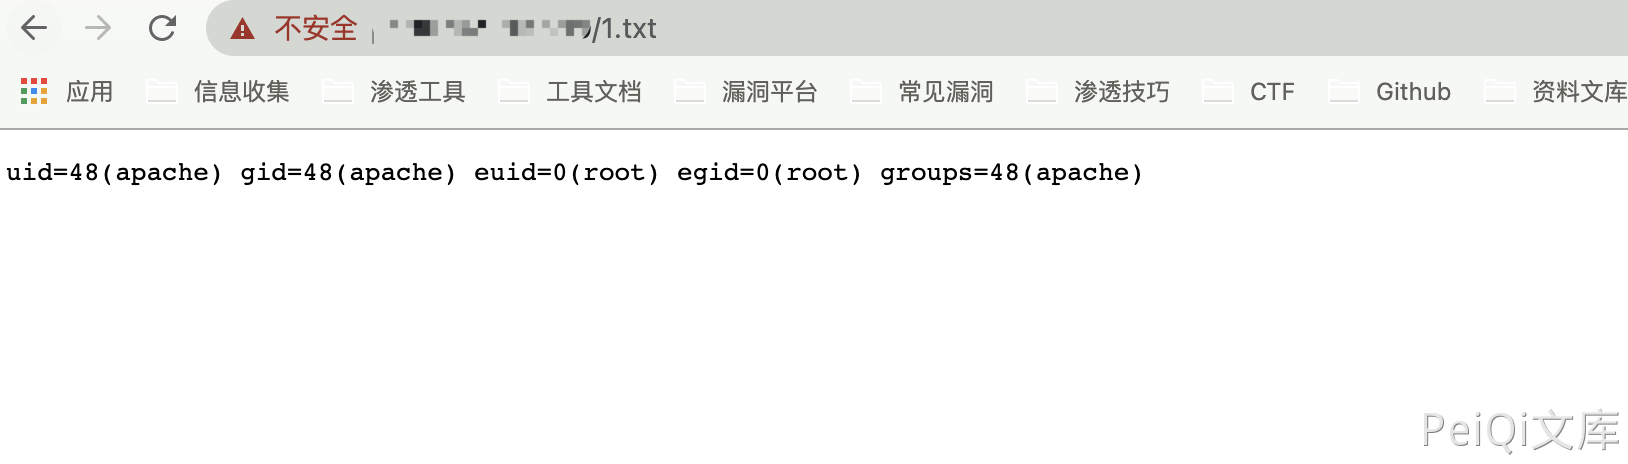 不安全 /1.txt
应用 信息收集 渗透工具 工具文档 漏洞平台 常见漏洞 渗透技巧 CTF Github 资料文库
uid=48(apache) gid=48(apache) euid=0(root) egid=0(root) groups=48(apache)
PeiQi文库